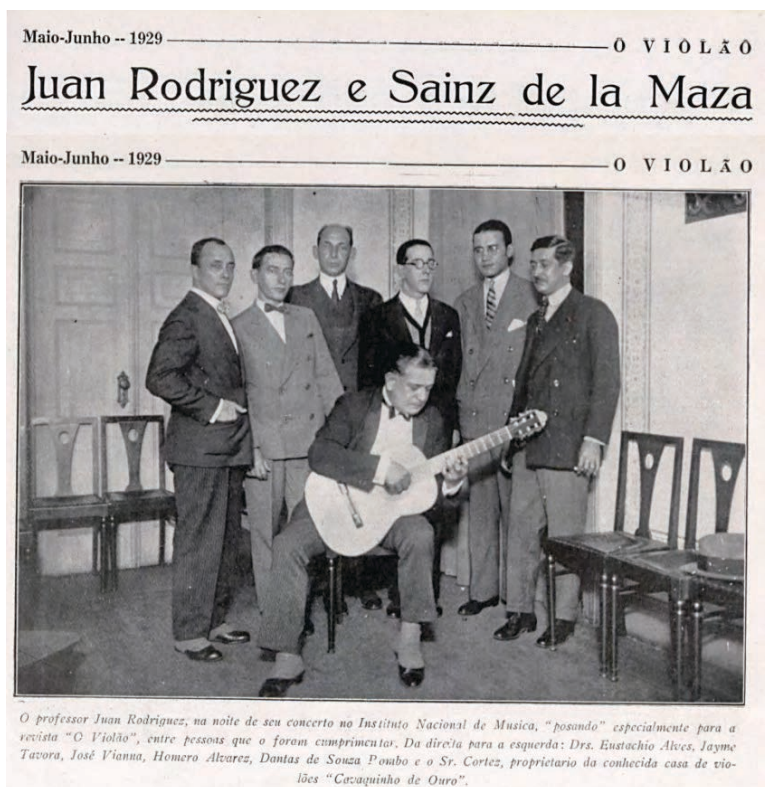 Maio-Junho -- 1929
O VIOLÃO
Juan Rodriguez e Sainz de la Maza
Maio-Junho -- 1929
O VIOLÃO
O professor Juan Rodriguez, na noite de seu concerto no Instituto Nacional de Musica, "posando" especialmente para a
revista "O Violão", entre pessoas que o foram cumprimentar. Da direita para a esquerda: Drs. Eustachio Alves, Jayme
Tavora, José Vianna, Homero Alvarez, Dantas de Souza Pombo e o Sr. Cortez, proprietario da conhecida casa de vio-
lões "Cavaquinho de Ouro".